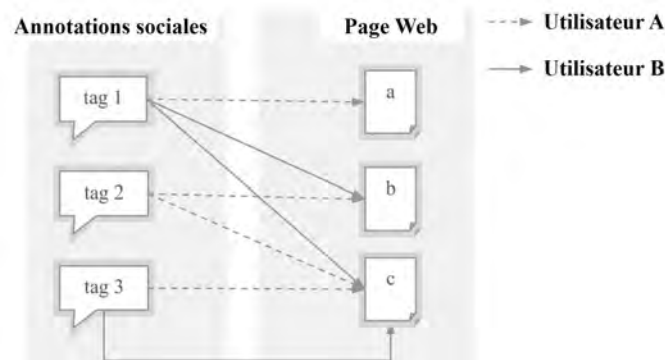 Annotations sociales
Page Web
Utilisateur A
Utilisateur B
tag 1
a
tag 2
b
tag 3
c